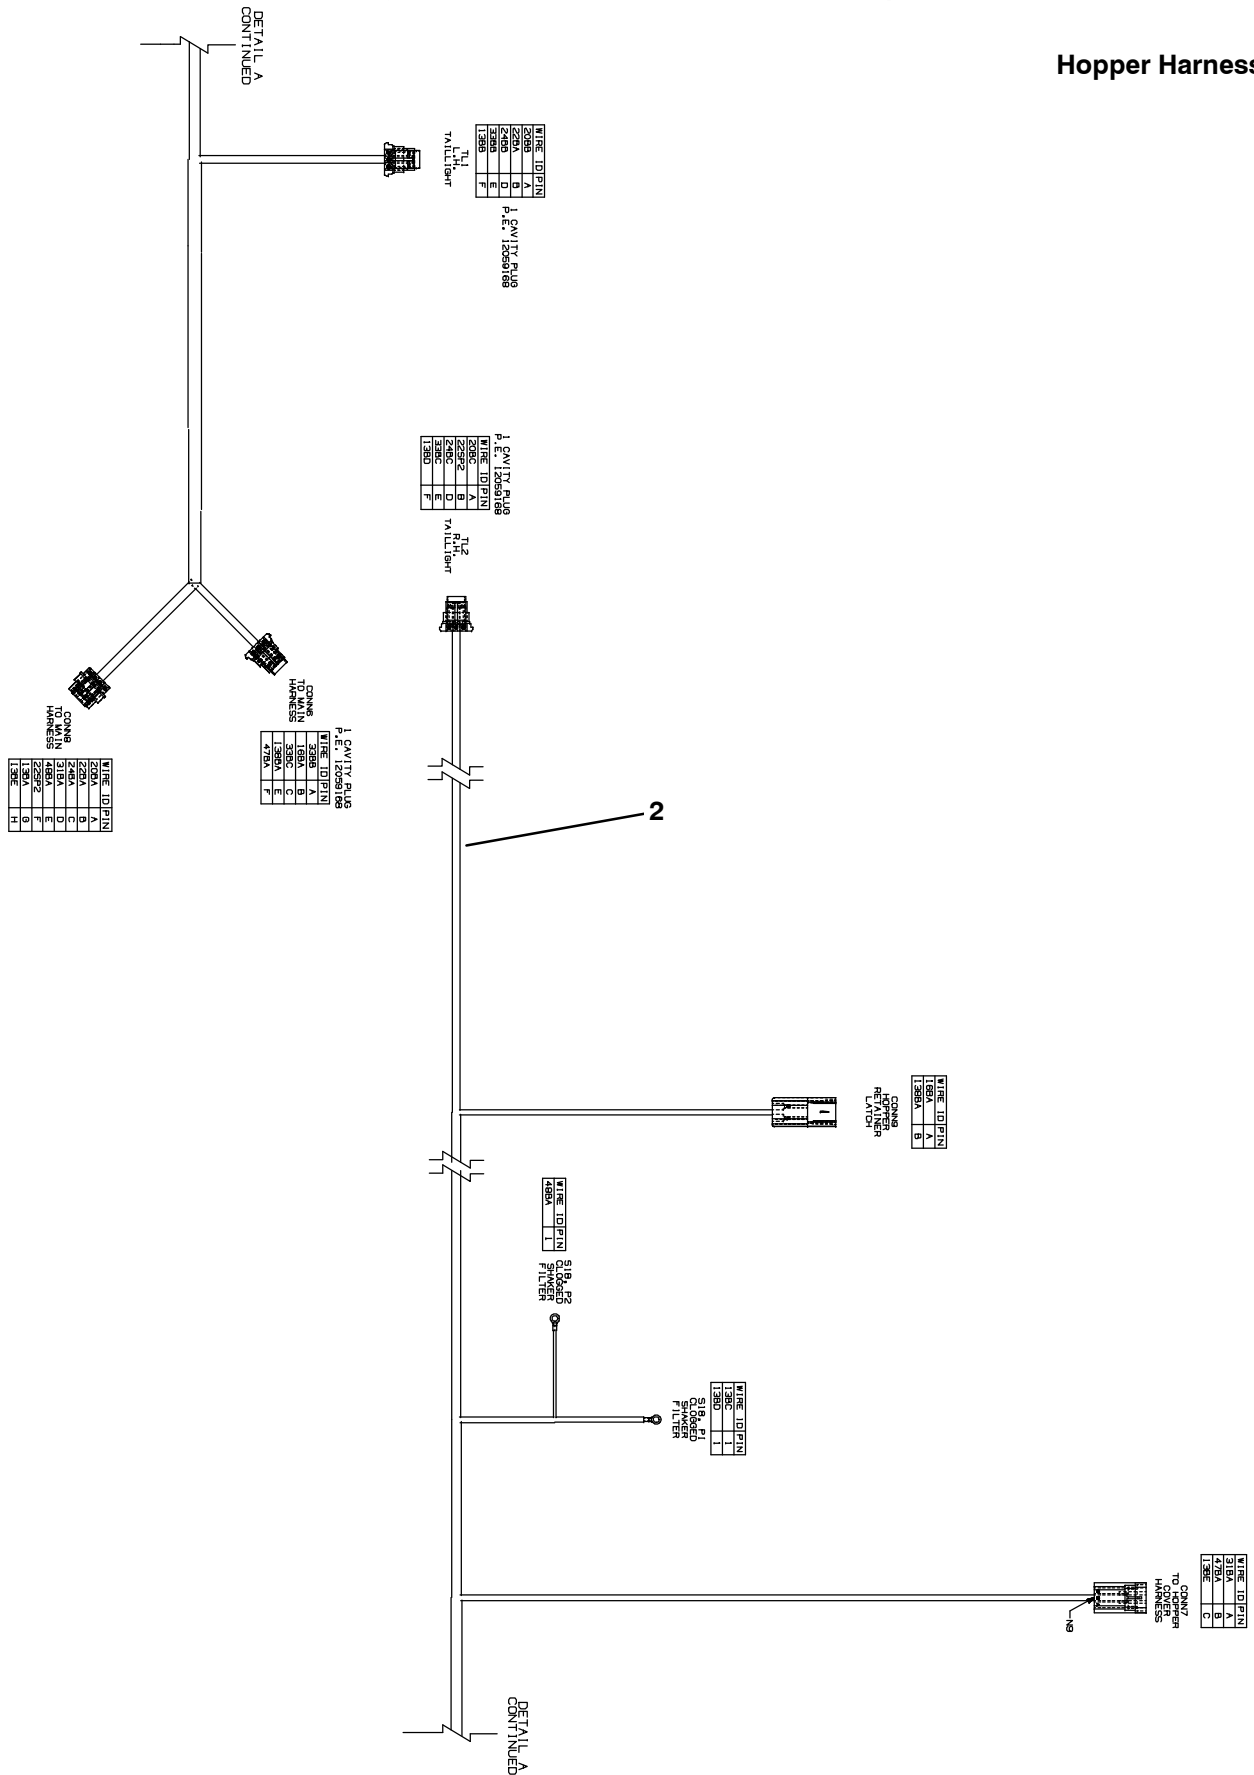 Hopper Harness
DETAIL A
CONTINUED
WIRE ID PIN
20BB A
22BA B
24BB D
33BB E
13BB F
TL1
L.H.
TAILLIGHT
1 CAVITY PLUG
P.E. 12059168
1 CAVITY PLUG
P.E. 12059168
WIRE ID PIN
20BC A
22SP2 B
24BC D
33BC E
13BD F
TL2
R.H.
TAILLIGHT
CONN6
TO MAIN
HARNESS
1 CAVITY PLUG
P.E. 12059168
WIRE ID PIN
33BB A
16BA B
33BC C
13BBA E
47BA F
CONN8
TO MAIN
HARNESS
WIRE ID PIN
20BA A
22BA B
24BA C
31BA D
48BA E
22SP2 F
13BA G
13BE H
2
WIRE ID PIN
16BA A
13BBA B
CONN9
HOPPER
RETAINER
LATCH
WIRE ID PIN
48BA 1
S18, P2
CLOGGED
SHAKER
FILTER
WIRE ID PIN
13BC 1
13BD 1
S18, P1
CLOGGED
SHAKER
FILTER
WIRE ID PIN
31BA A
47BA B
13BE C
CONN7
TO HOPPER
COVER
HARNESS
N9
DETAIL A
CONTINUED